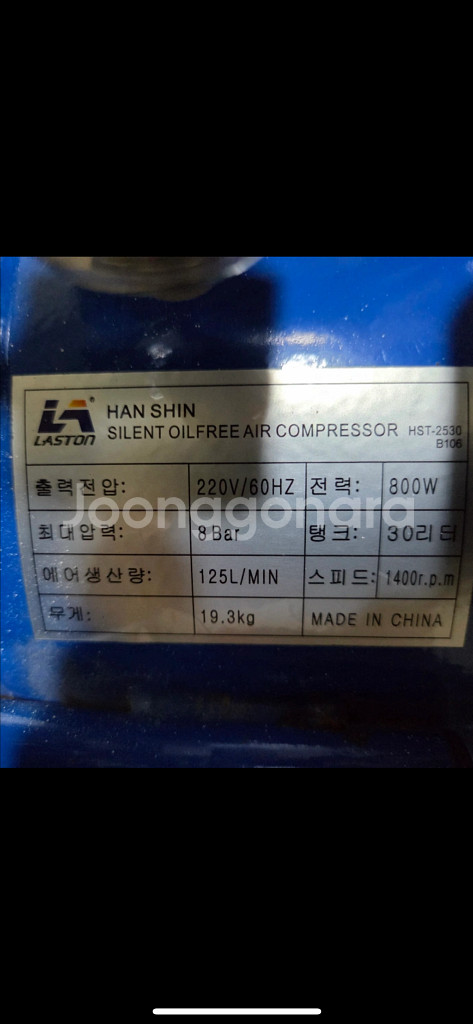 LASTON
HAN SHIN
SILENT OILFREE AIR COMPRESSOR HST-2530
B106
출력전압: 220V/60HZ 전력: 800W
최대압력: 8Bar 탱크: 30리터
에어생산량: 125L/MIN 스피드: 1400r.p.m
무게: 19.3kg MADE IN CHINA
Joonggonara